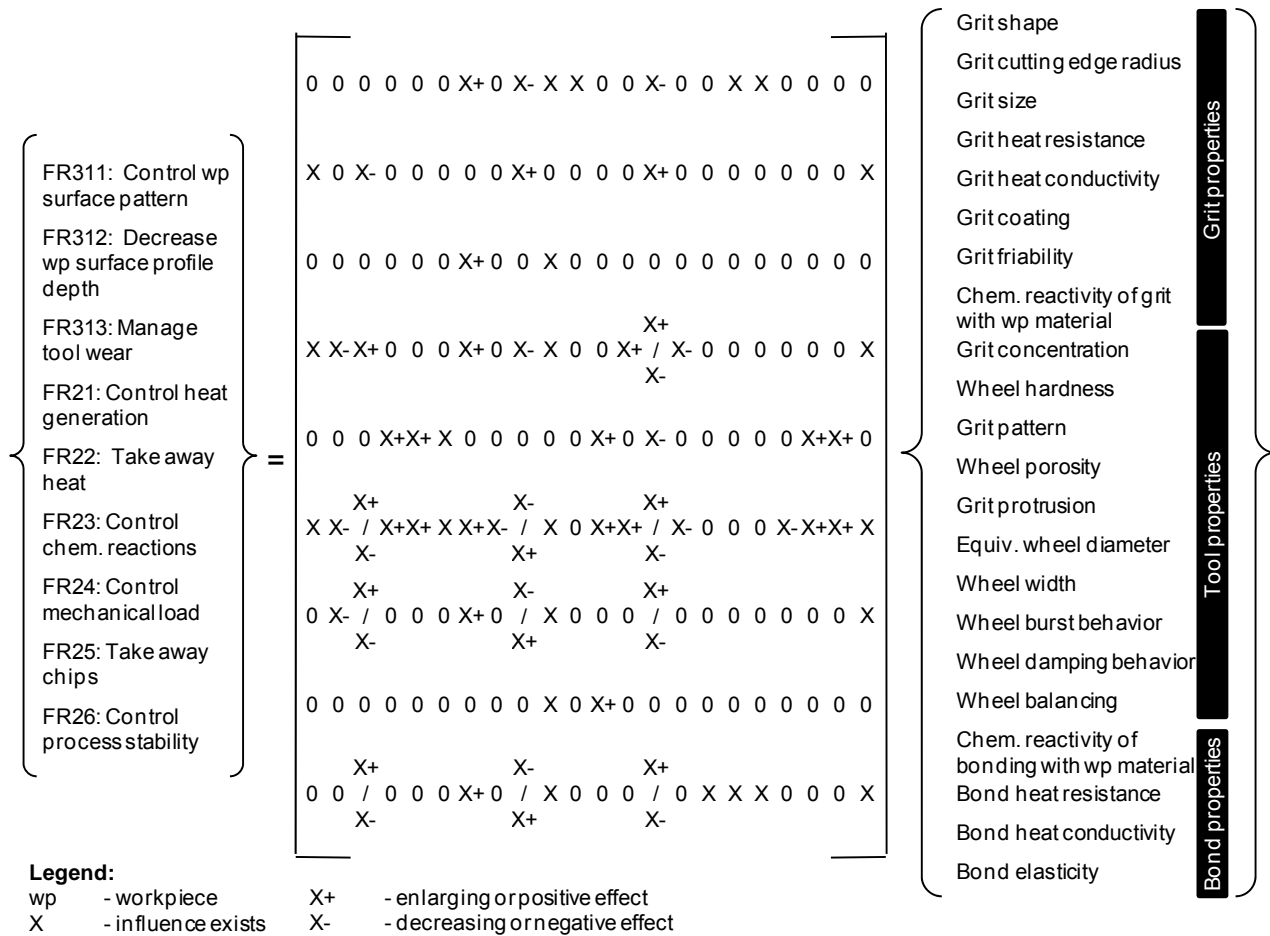 FR311: Control wp
surface pattern
FR312: Decrease
wp surface profile
depth
FR313: Manage
tool wear
FR21: Control heat
generation
FR22: Take away
heat
FR23: Control
chem. reactions
FR24: Control
mechanical load
FR25: Take away
chips
FR26: Control
process stability
=
0 0 0 0 0 0 X+ 0 X- X X 0 0 X- 0 0 X X 0 0 0 0
X 0 X- 0 0 0 0 0 X+ 0 0 0 0 X+ 0 0 0 0 0 0 0 X
0 0 0 0 0 0 X+ 0 0 X 0 0 0 0 0 0 0 0 0 0 0 0
X+
X X- X+ 0 0 0 X+ 0 X- X 0 0 X+ / X- 0 0 0 0 0 0 X
X-
0 0 0 X+ X+ X 0 0 0 0 0 X+ 0 X- 0 0 0 0 0 X+ X+ 0
X+ X- X+
X X- / X+ X+ X X+ X- / X 0 X+ X+ / X- 0 0 0 X- X+ X+ X
X- X+ X-
X+ X- X+
0 X- / 0 0 0 X+ 0 / X 0 0 0 / 0 0 0 0 0 0 0 X
X- X+ X-
0 0 0 0 0 0 0 0 0 X 0 X+ 0 0 0 0 0 0 0 0 0 0
X+ X- X+
0 0 / 0 0 0 X+ 0 / X 0 0 0 / 0 X X X 0 0 0 X
X- X+ X-
Grit shape
Grit cutting edge radius
Grit size
Grit heat resistance
Grit heat conductivity
Grit coating
Grit friability
Chem. reactivity of grit
with wp material
Grit concentration
Wheel hardness
Grit pattern
Wheel porosity
Grit protrusion
Equiv. wheel diameter
Wheel width
Wheel burst behavior
Wheel damping behavior
Wheel balancing
Chem. reactivity of
bonding with wp material
Bond heat resistance
Bond heat conductivity
Bond elasticity
Grit properties
Tool properties
Bond properties
Legend:
wp - workpiece X+ - enlarging or positive effect
X - influence exists X- - decreasing or negative effect